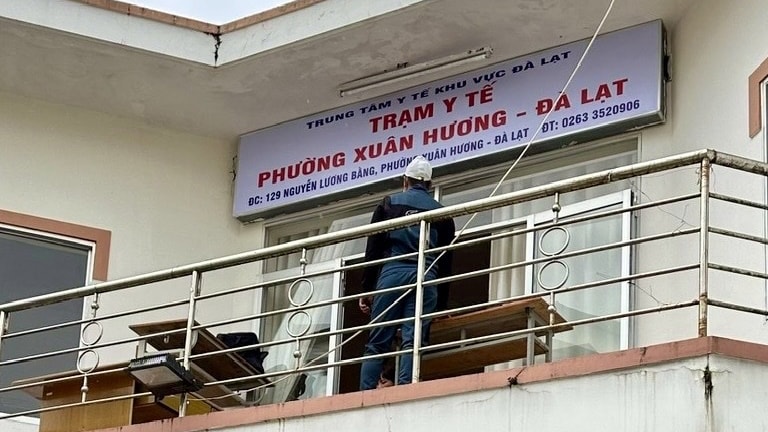 TRUNG TÂM Y TẾ KHU VỰC ĐÀ LẠT
TRẠM Y TẾ
PHƯỜNG XUÂN HƯƠNG - ĐÀ LẠT
ĐC: 129 NGUYỄN LƯƠNG BẰNG, PHƯỜNG XUÂN HƯƠNG - ĐÀ LẠT ĐT: 0263 3520906